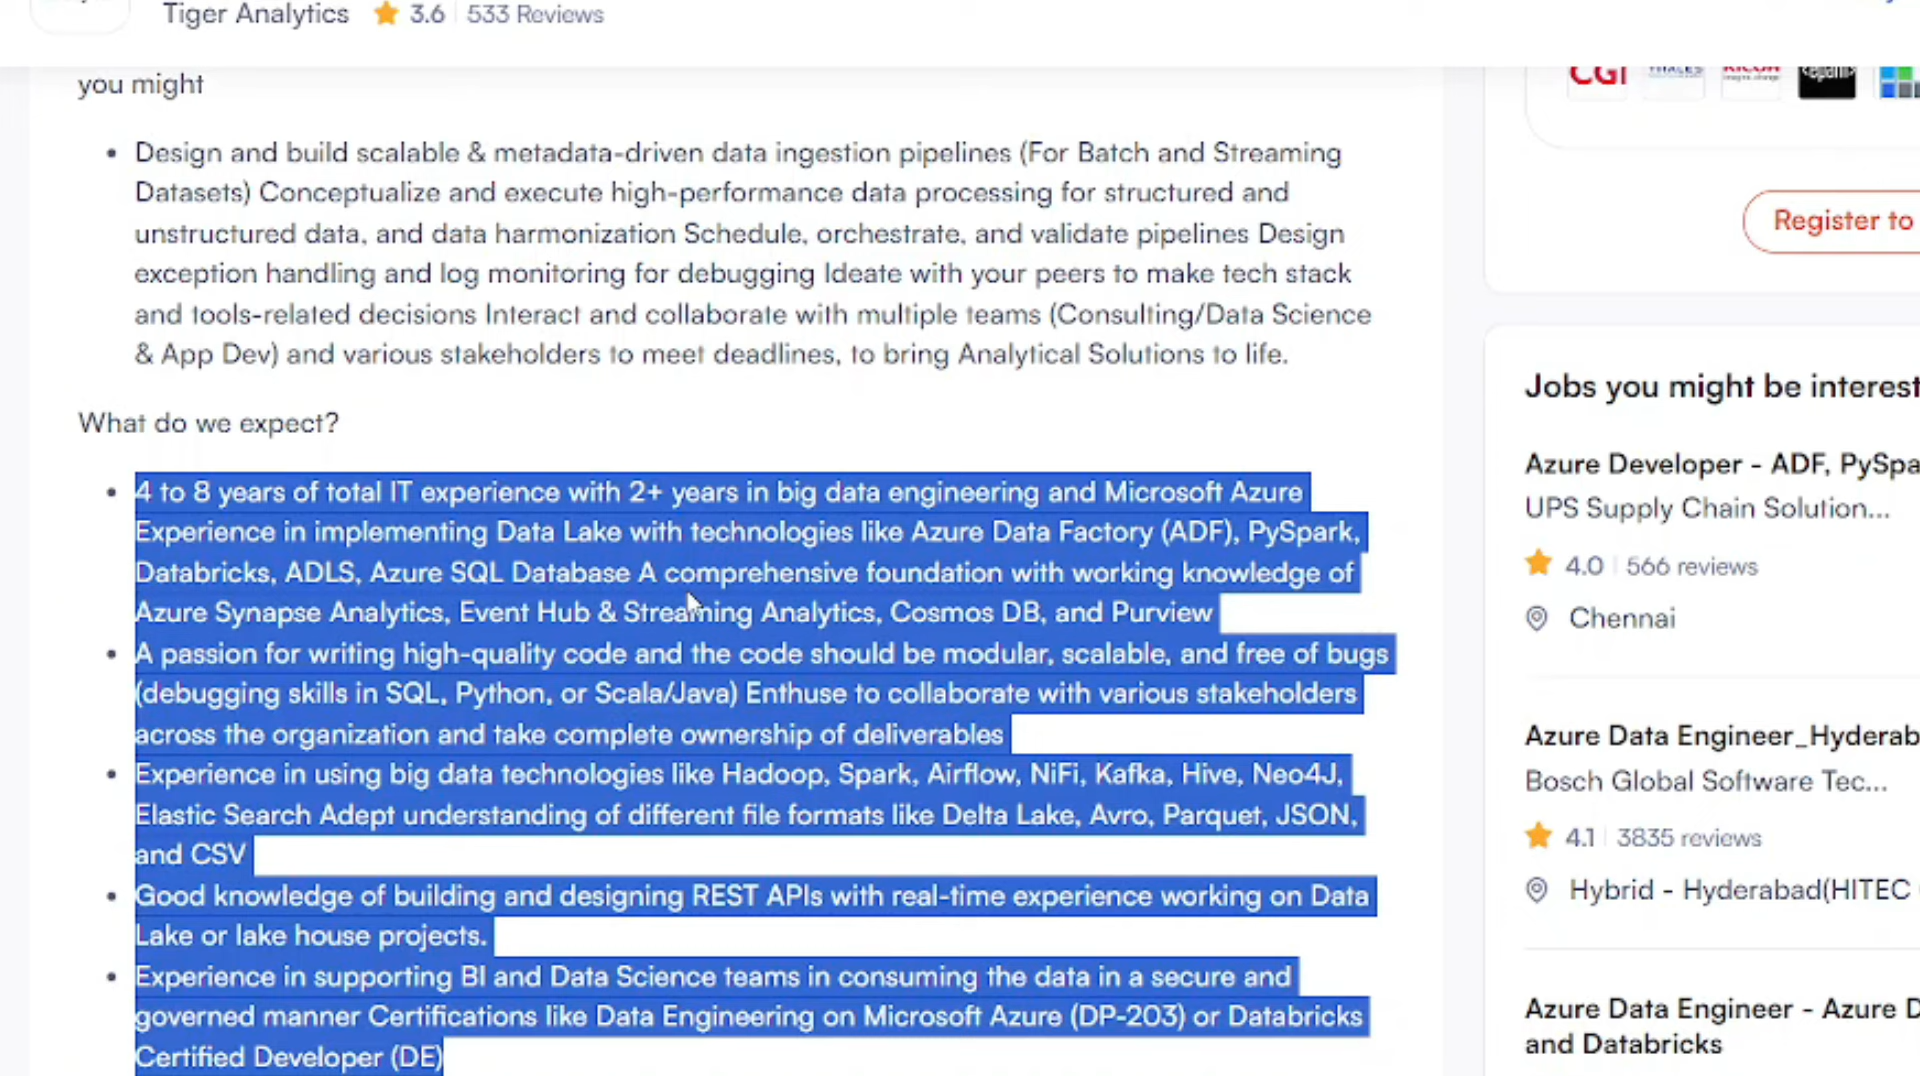 Tiger Analytics 3.6 533 Reviews
you might
• Design and build scalable & metadata-driven data ingestion pipelines (For Batch and Streaming
Datasets) Conceptualize and execute high-performance data processing for structured and
unstructured data, and data harmonization Schedule, orchestrate, and validate pipelines Design
exception handling and log monitoring for debugging Ideate with your peers to make tech stack
and tools-related decisions Interact and collaborate with multiple teams (Consulting/Data Science
& App Dev) and various stakeholders to meet deadlines, to bring Analytical Solutions to life.
What do we expect?
• 4 to 8 years of total IT experience with 2+ years in big data engineering and Microsoft Azure
Experience in implementing Data Lake with technologies like Azure Data Factory (ADF), PySpark,
Databricks, ADLS, Azure SQL Database A comprehensive foundation with working knowledge of
Azure Synapse Analytics, Event Hub & Streaming Analytics, Cosmos DB, and Purview
• A passion for writing high-quality code and the code should be modular, scalable, and free of bugs
(debugging skills in SQL, Python, or Scala/Java) Enthuse to collaborate with various stakeholders
across the organization and take complete ownership of deliverables
• Experience in using big data technologies like Hadoop, Spark, Airflow, NiFi, Kafka, Hive, Neo4J,
Elastic Search Adept understanding of different file formats like Delta Lake, Avro, Parquet, JSON,
and CSV
• Good knowledge of building and designing REST APIs with real-time experience working on Data
Lake or lake house projects.
• Experience in supporting BI and Data Science teams in consuming the data in a secure and
governed manner Certifications like Data Engineering on Microsoft Azure (DP-203) or Databricks
Certified Developer (DE)
CGI THALES <epam>
Register to
Jobs you might be interest
Azure Developer - ADF, PySpa
UPS Supply Chain Solution...
4.0 566 reviews
Chennai
Azure Data Engineer_Hyderab
Bosch Global Software Tec...
4.1 3835 reviews
Hybrid - Hyderabad(HITEC
Azure Data Engineer - Azure D
and Databricks